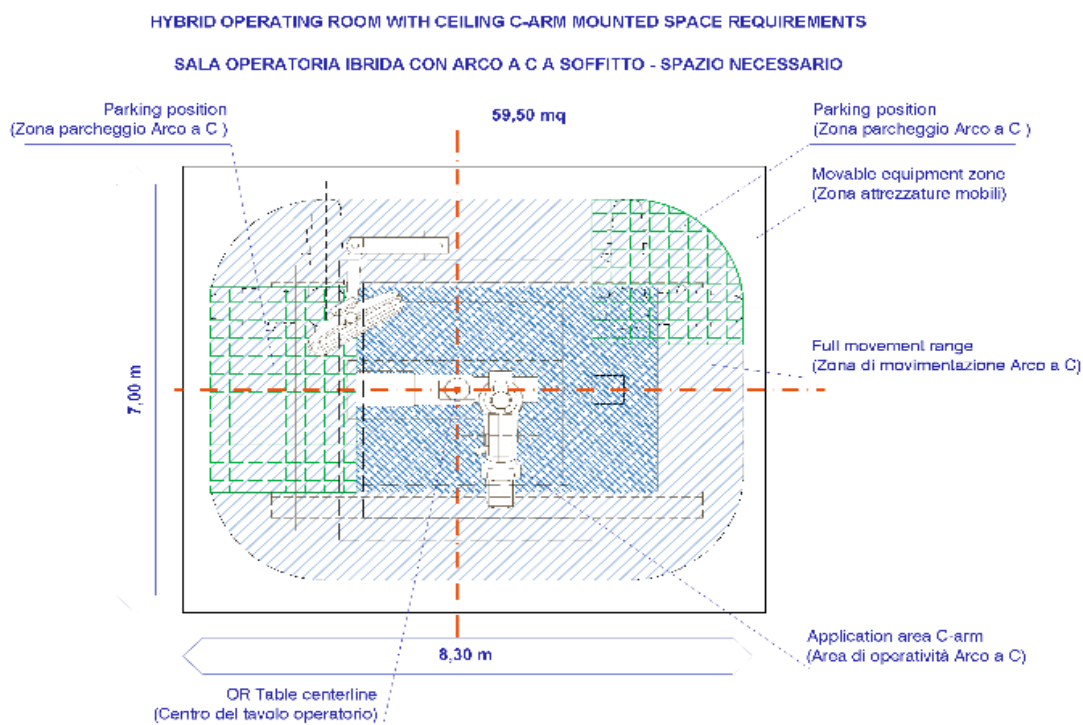 HYBRID OPERATING ROOM WITH CEILING C-ARM MOUNTED SPACE REQUIREMENTS
SALA OPERATORIA IBRIDA CON ARCO A C A SOFFITTO - SPAZIO NECESSARIO
Parking position
(Zona parcheggio Arco a C )
59,50 mq
Parking position
(Zona parcheggio Arco a C )
Movable equipment zone
(Zona attrezzature mobili)
7,00 m
Full movement range
(Zona di movimentazione Arco a C)
8,30 m
Application area C-arm
(Area di operatività Arco a C)
OR Table centerline
(Centro del tavolo operatorio)